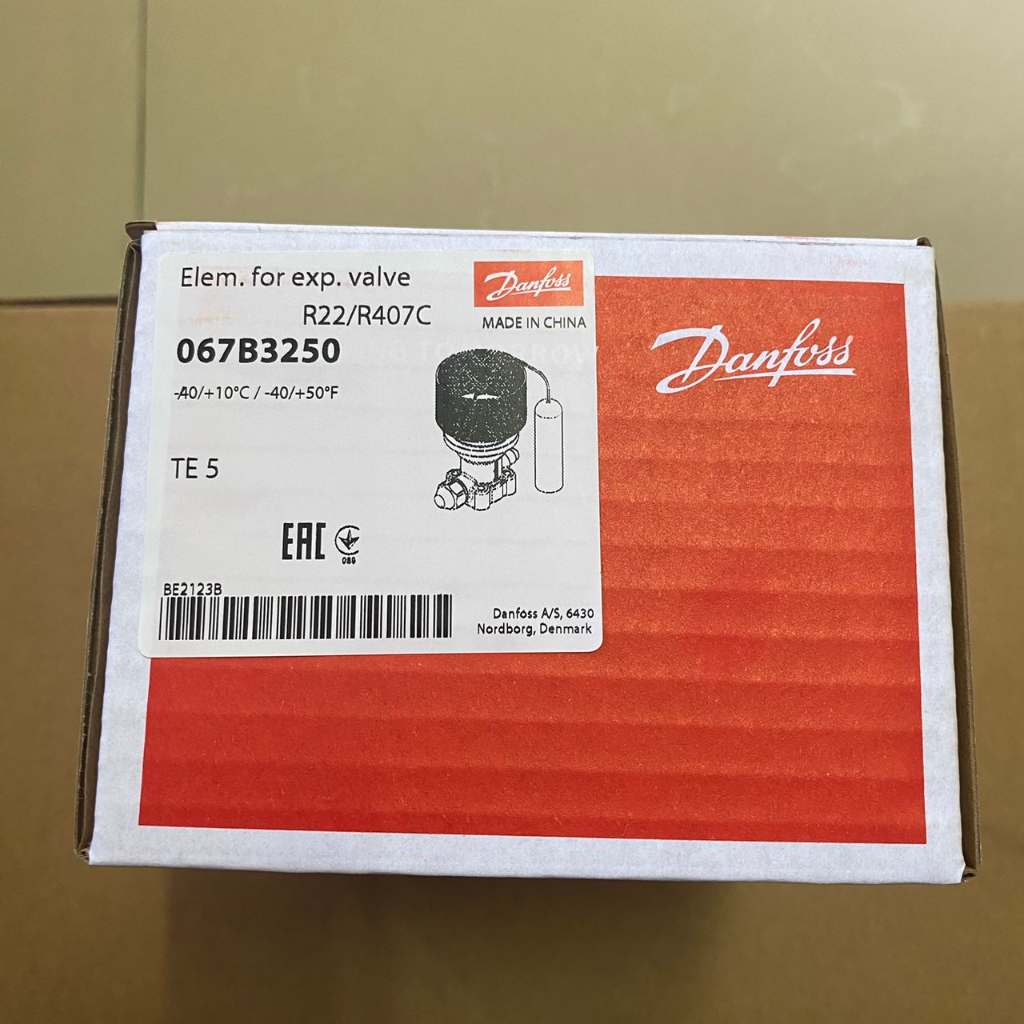 Elem. for exp. valve
R22/R407C
067B3250
-40/+10°C / -40/+50°F
TE 5
Danfoss
MADE IN CHINA
EAC
089
BE2123B
Danfoss A/S, 6430
Nordborg, Denmark
Danfoss